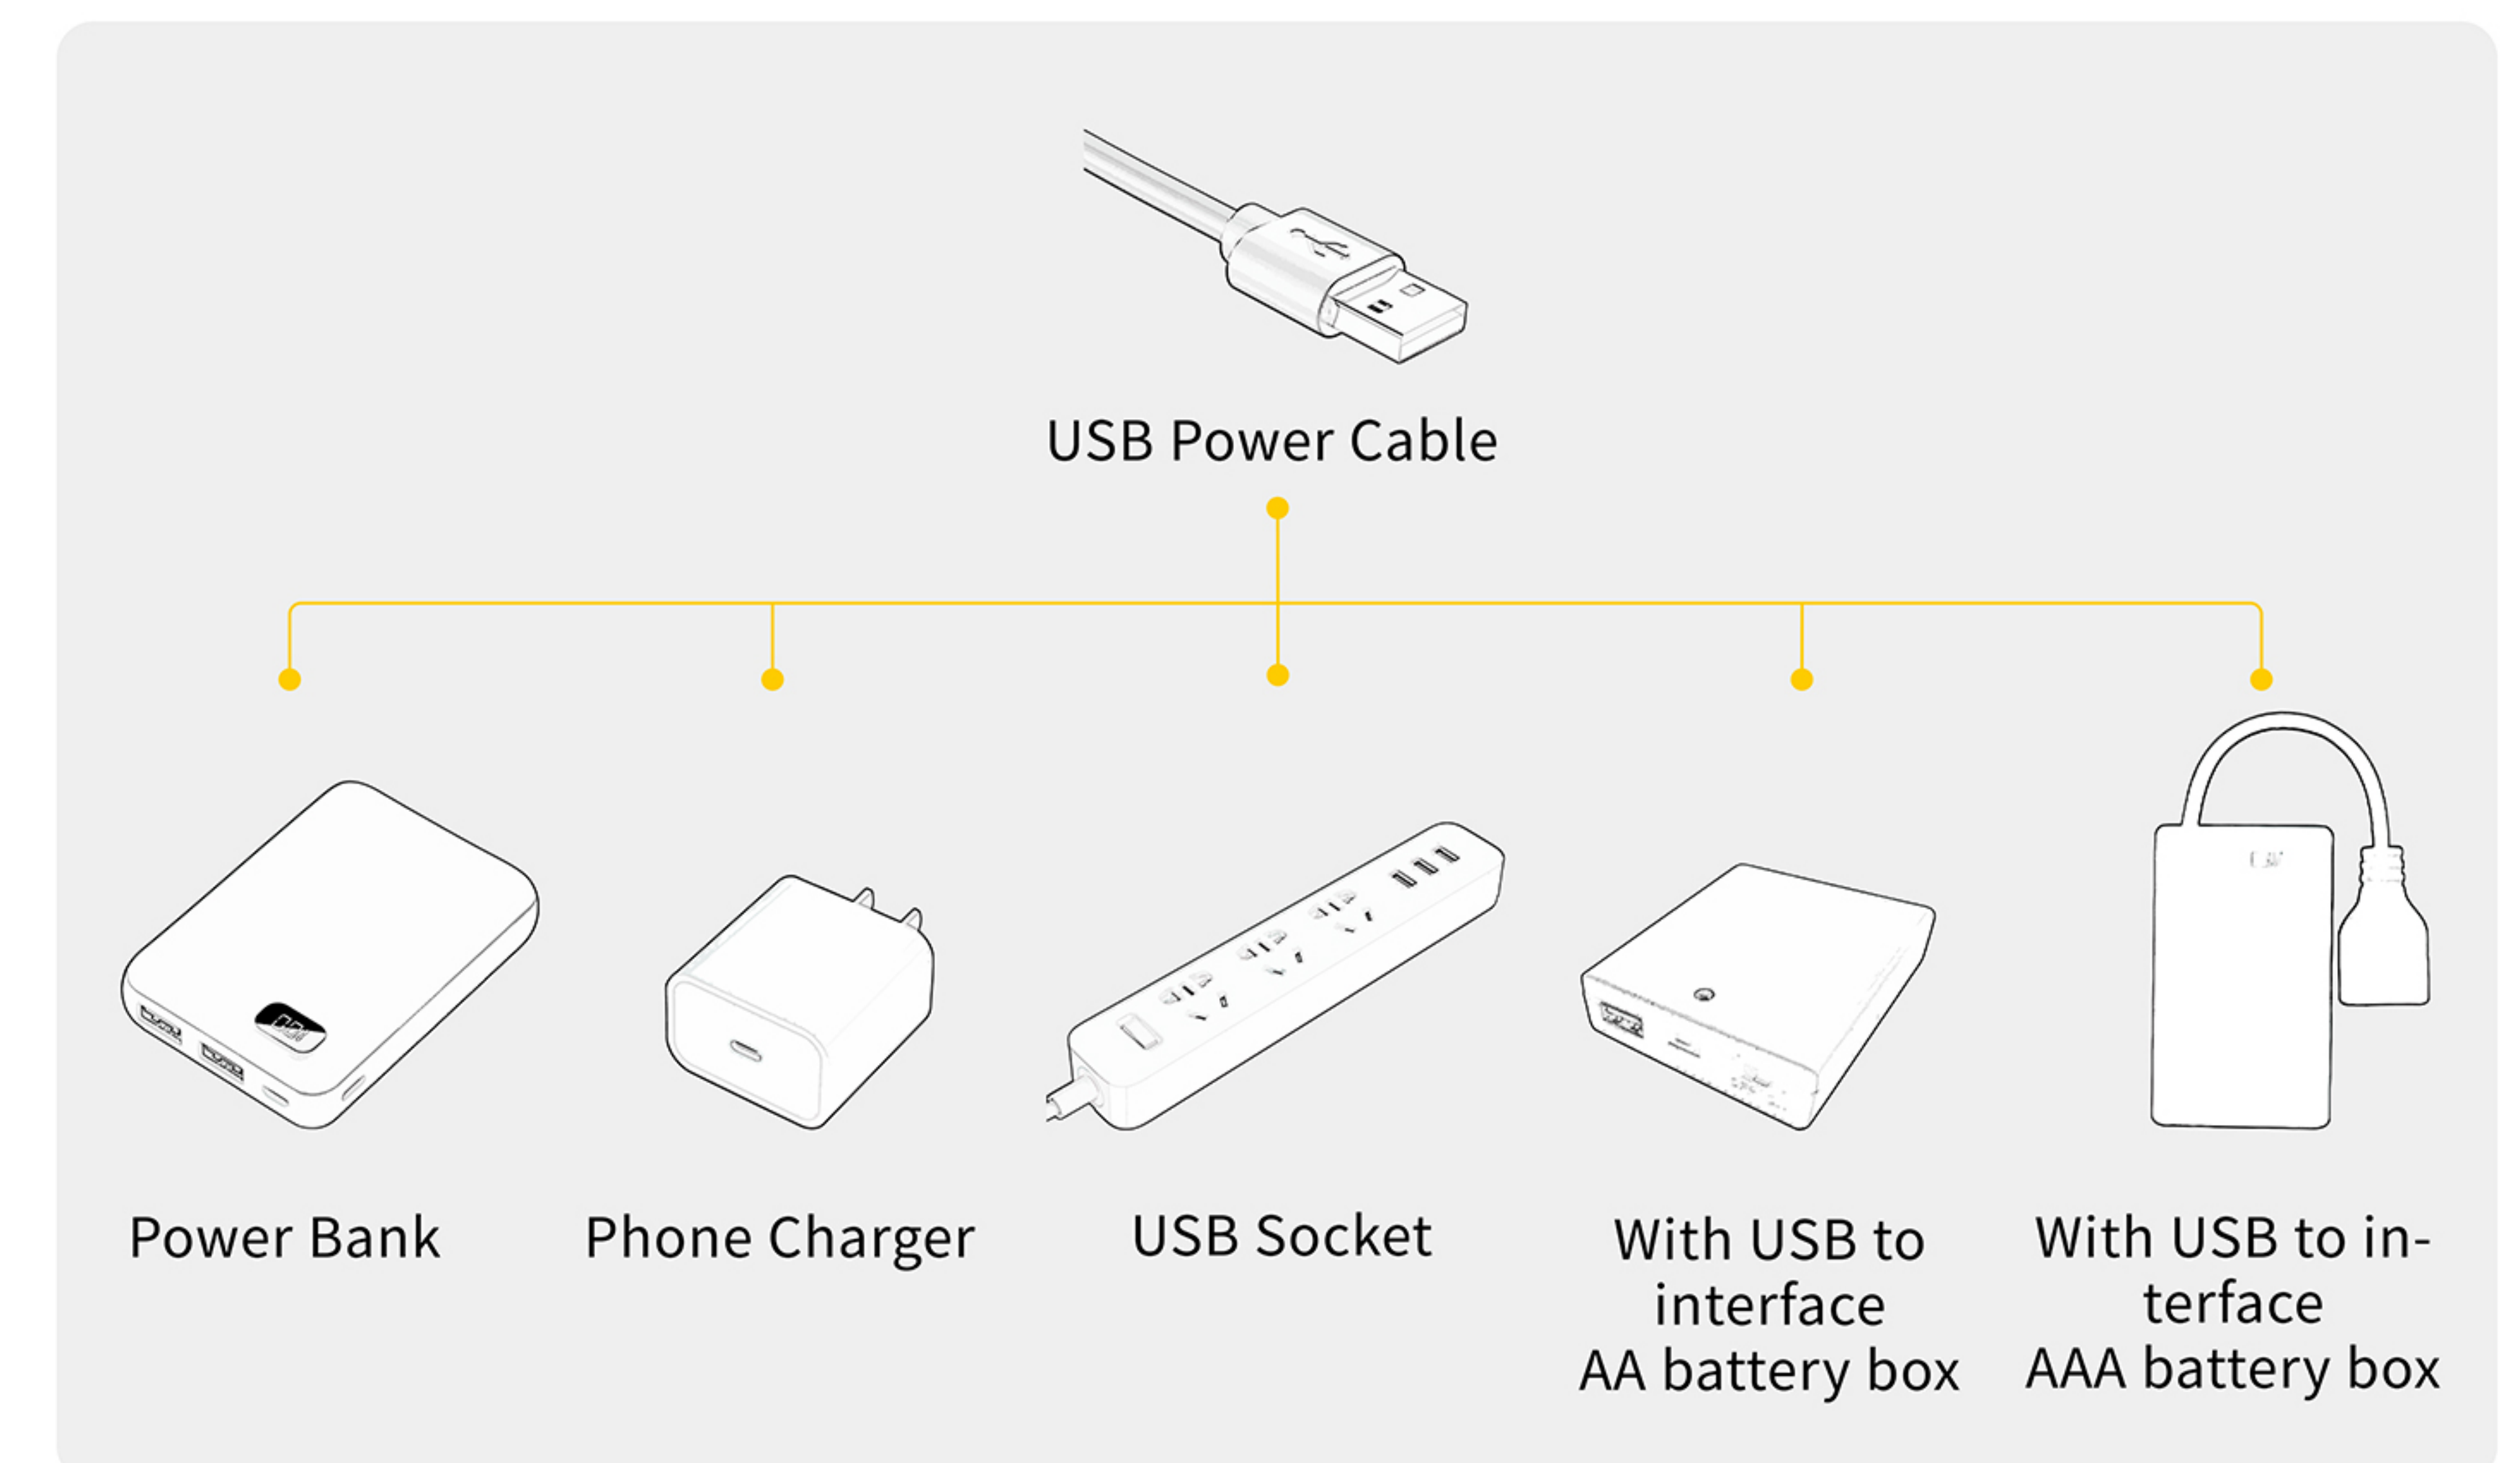 USB Power Cable
Power Bank
Phone Charger
USB Socket
With USB to
interface
AA battery box
With USB to in-
terface
AAA battery box